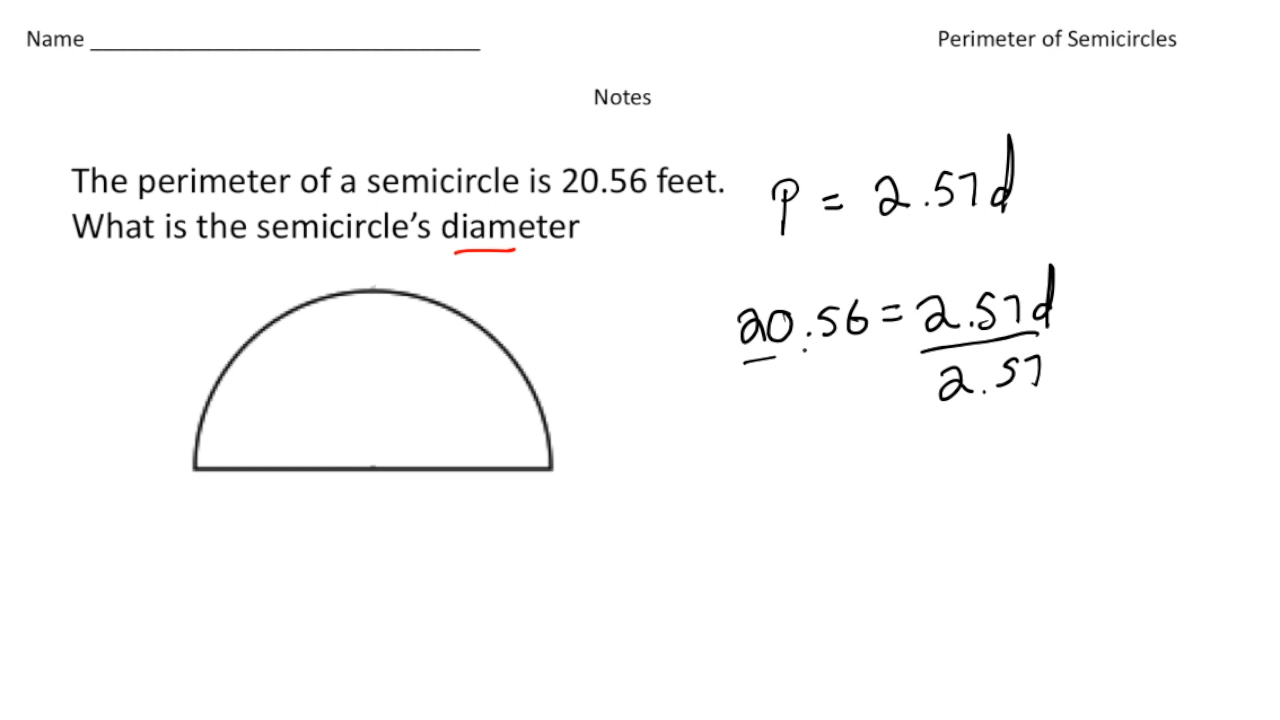 Name ________________________________ Perimeter of Semicircles
Notes
The perimeter of a semicircle is 20.56 feet.
What is the semicircle’s diameter
P = 2.57d
20.56 = 2.57d
2.57